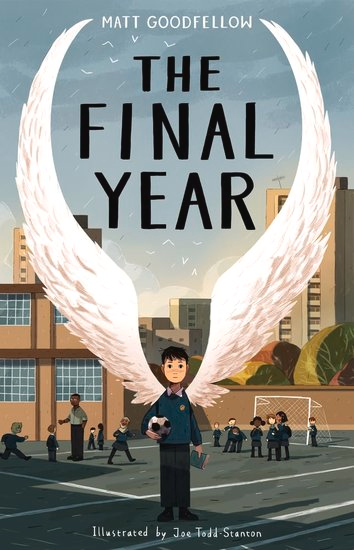 MATT GOODFELLOW
THE
FINAL
YEAR
Illustrated by Joe Todd-Stanton